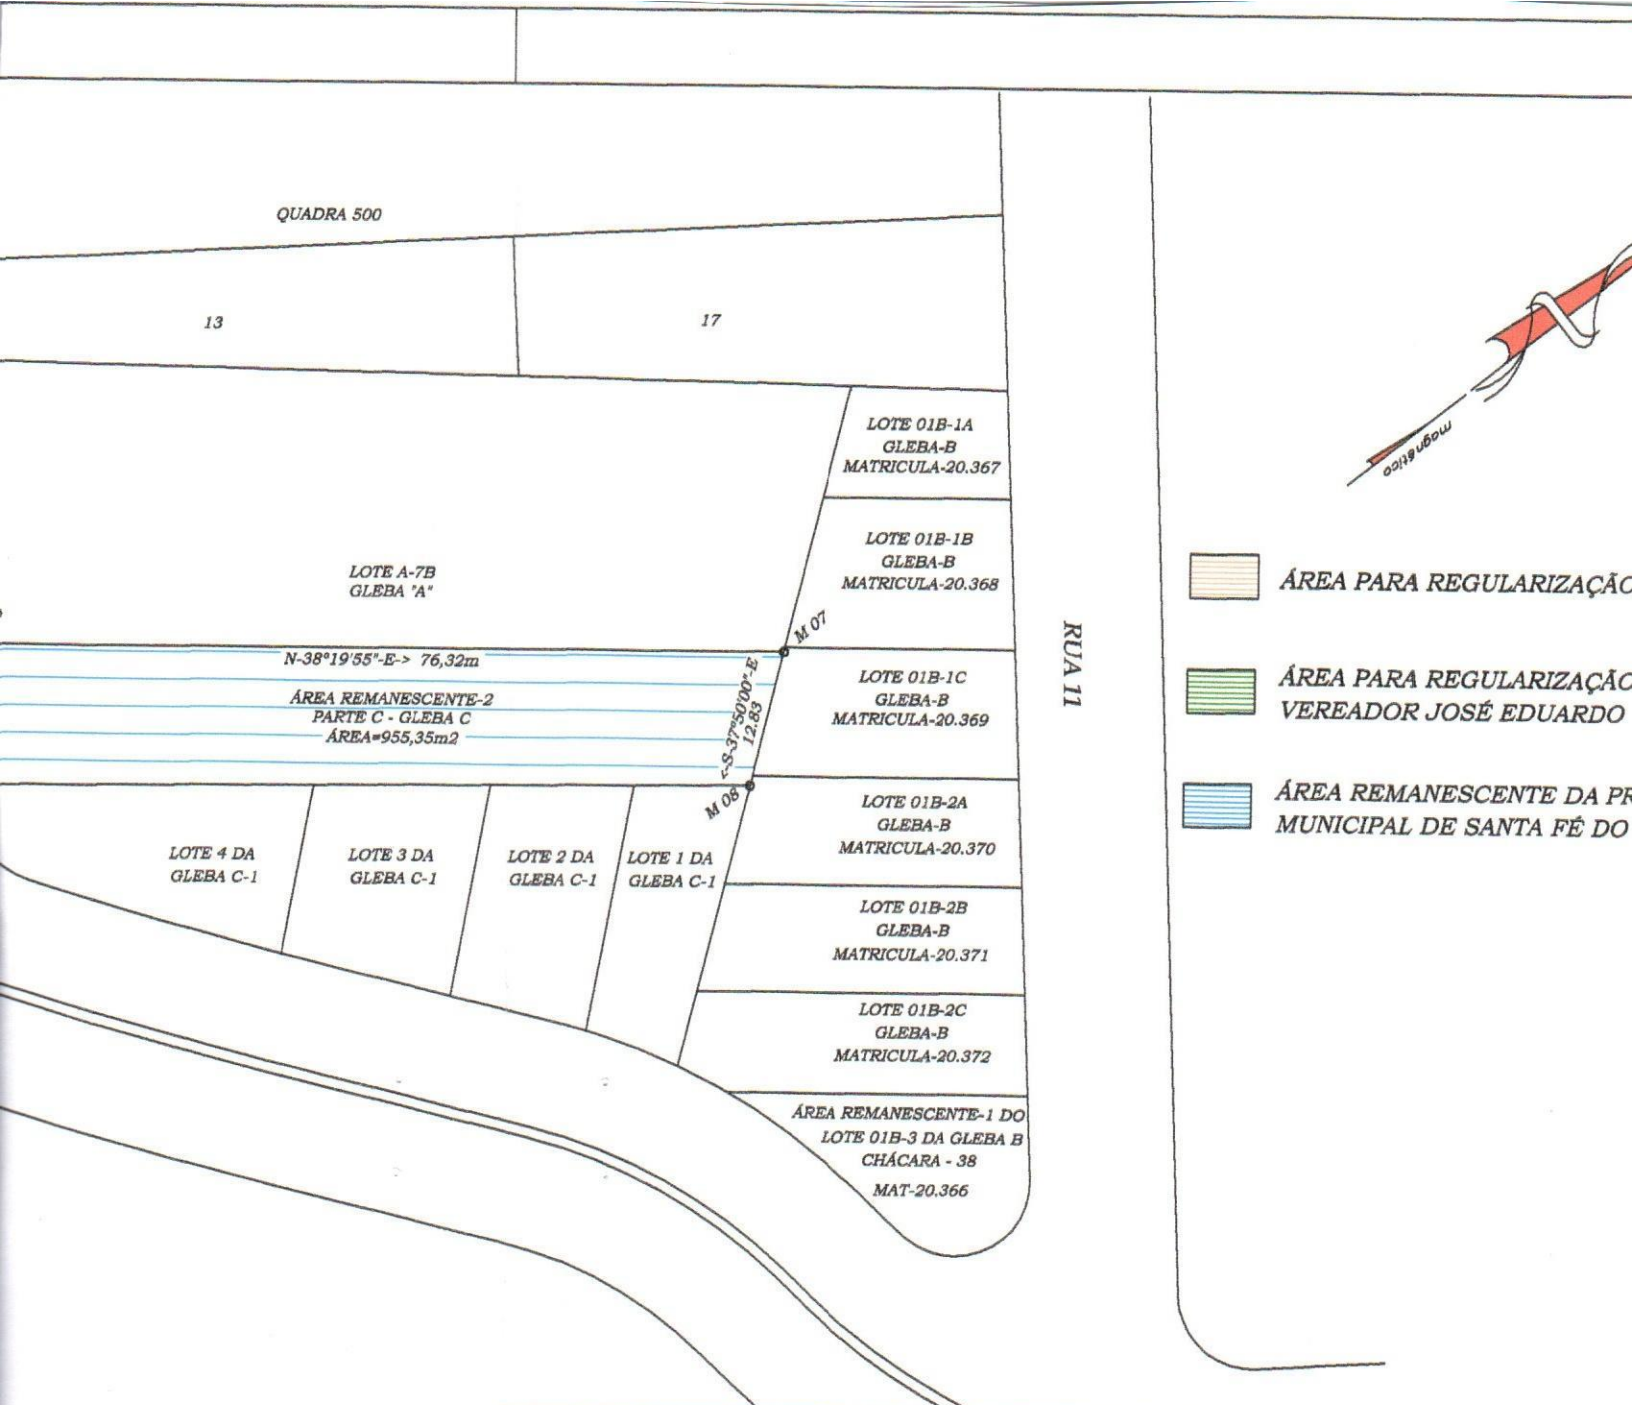 QUADRA 500
13
17
LOTE 01B-1A
GLEBA-B
MATRICULA-20.367
magnético
LOTE 01B-1B
GLEBA-B
MATRICULA-20.368
LOTE A-7B
GLEBA "A"
ÁREA PARA REGULARIZAÇÃO
M 07
RUA 11
N-38°19'55"-E-> 76,32m
<-S-37°50'00"-E
12.83
LOTE 01B-1C
GLEBA-B
MATRICULA-20.369
ÁREA PARA REGULARIZAÇÃO
VEREADOR JOSÉ EDUARDO
ÁREA REMANESCENTE-2
PARTE C - GLEBA C
ÁREA=955,35m2
M 08
ÁREA REMANESCENTE DA PR
MUNICIPAL DE SANTA FÉ DO
LOTE 01B-2A
GLEBA-B
MATRICULA-20.370
LOTE 4 DA
GLEBA C-1
LOTE 3 DA
GLEBA C-1
LOTE 2 DA
GLEBA C-1
LOTE 1 DA
GLEBA C-1
LOTE 01B-2B
GLEBA-B
MATRICULA-20.371
LOTE 01B-2C
GLEBA-B
MATRICULA-20.372
ÁREA REMANESCENTE-1 DO
LOTE 01B-3 DA GLEBA B
CHÁCARA - 38
MAT-20.366